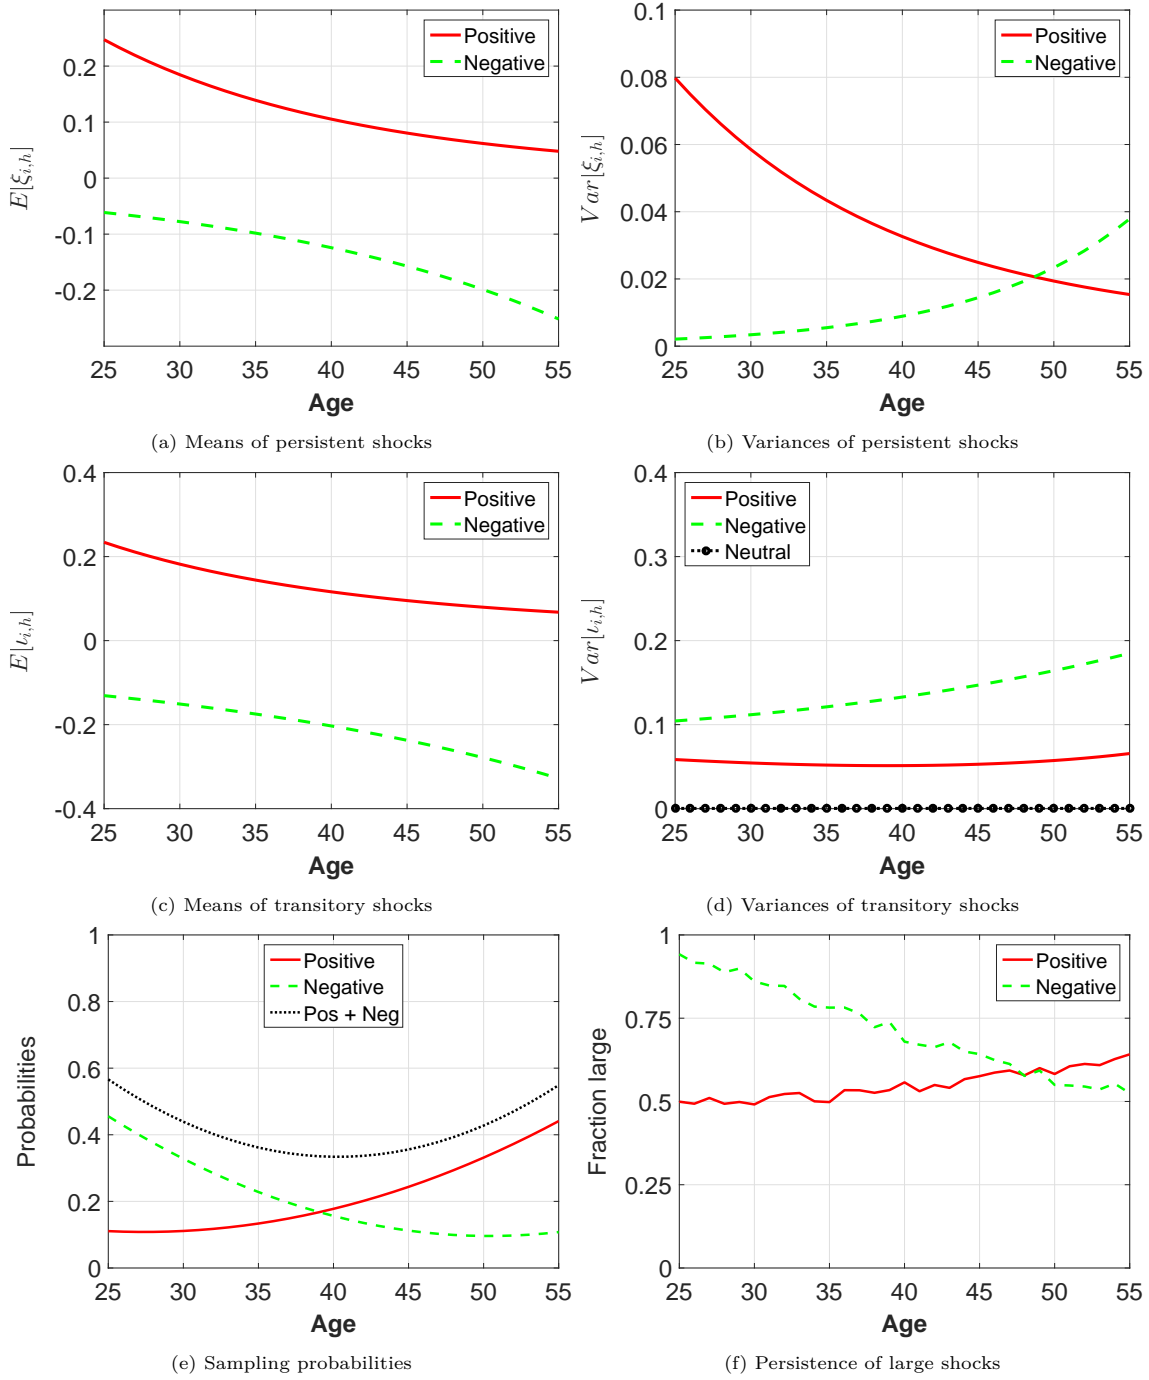 Positive
Negative
0.2
0.1
0
-0.1
-0.2
E[ξi,h]
25 30 35 40 45 50 55
Age
(a) Means of persistent shocks
Positive
Negative
0.1
0.08
0.06
0.04
0.02
0
Var[ξi,h]
25 30 35 40 45 50 55
Age
(b) Variances of persistent shocks
Positive
Negative
0.4
0.2
0
-0.2
-0.4
E[ιi,h]
25 30 35 40 45 50 55
Age
(c) Means of transitory shocks
Positive
Negative
Neutral
0.4
0.3
0.2
0.1
0
Var[ιi,h]
25 30 35 40 45 50 55
Age
(d) Variances of transitory shocks
Positive
Negative
Pos + Neg
1
0.8
0.6
0.4
0.2
0
Probabilities
25 30 35 40 45 50 55
Age
(e) Sampling probabilities
Positive
Negative
1
0.75
0.5
0.25
0
Fraction large
25 30 35 40 45 50 55
Age
(f) Persistence of large shocks